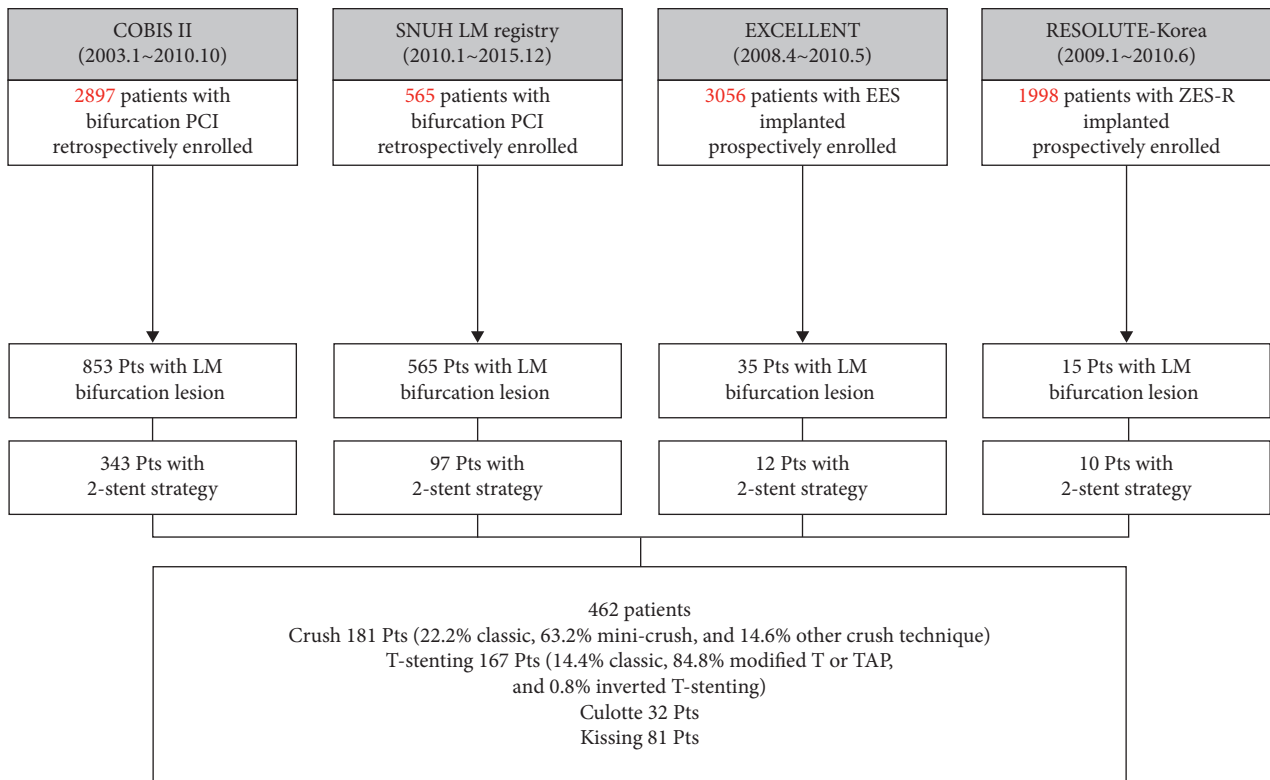 COBIS II
(2003.1~2010.10)
2897 patients with
bifurcation PCI
retrospectively enrolled
SNUH LM registry
(2010.1~2015.12)
565 patients with
bifurcation PCI
retrospectively enrolled
EXCELLENT
(2008.4~2010.5)
3056 patients with EES
implanted
prospectively enrolled
RESOLUTE-Korea
(2009.1~2010.6)
1998 patients with ZES-R
implanted
prospectively enrolled
853 Pts with LM
bifurcation lesion
565 Pts with LM
bifurcation lesion
35 Pts with LM
bifurcation lesion
15 Pts with LM
bifurcation lesion
343 Pts with
2-stent strategy
97 Pts with
2-stent strategy
12 Pts with
2-stent strategy
10 Pts with
2-stent strategy
462 patients
Crush 181 Pts (22.2% classic, 63.2% mini-crush, and 14.6% other crush technique)
T-stenting 167 Pts (14.4% classic, 84.8% modified T or TAP,
and 0.8% inverted T-stenting)
Culotte 32 Pts
Kissing 81 Pts